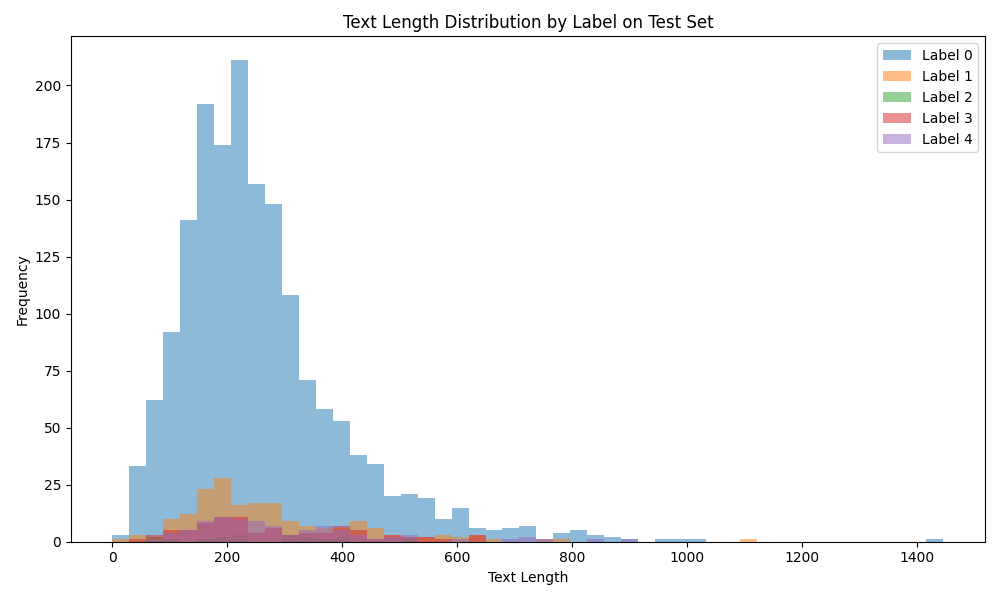 Text Length Distribution by Label on Test Set
Label 0
Label 1
Label 2
Label 3
Label 4
Frequency
200
175
150
125
100
75
50
25
0
0 200 400 600 800 1000 1200 1400
Text Length